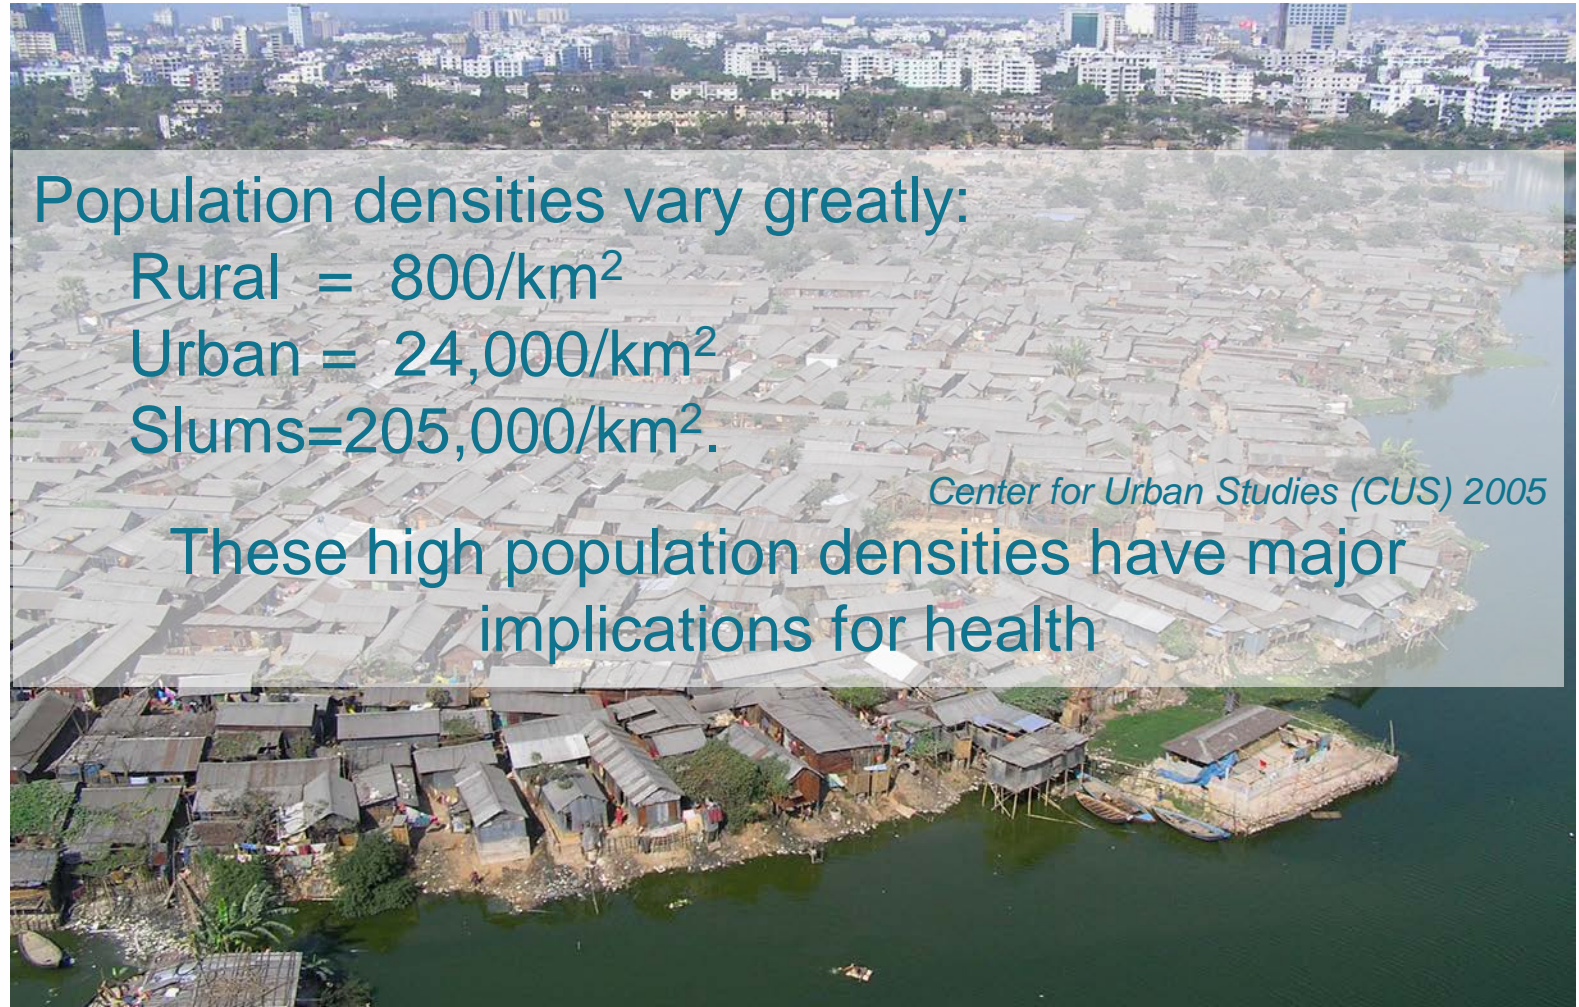 Population densities vary greatly:
Rural = 800/km²
Urban = 24,000/km²
Slums=205,000/km².
Center for Urban Studies (CUS) 2005
These high population densities have major
implications for health